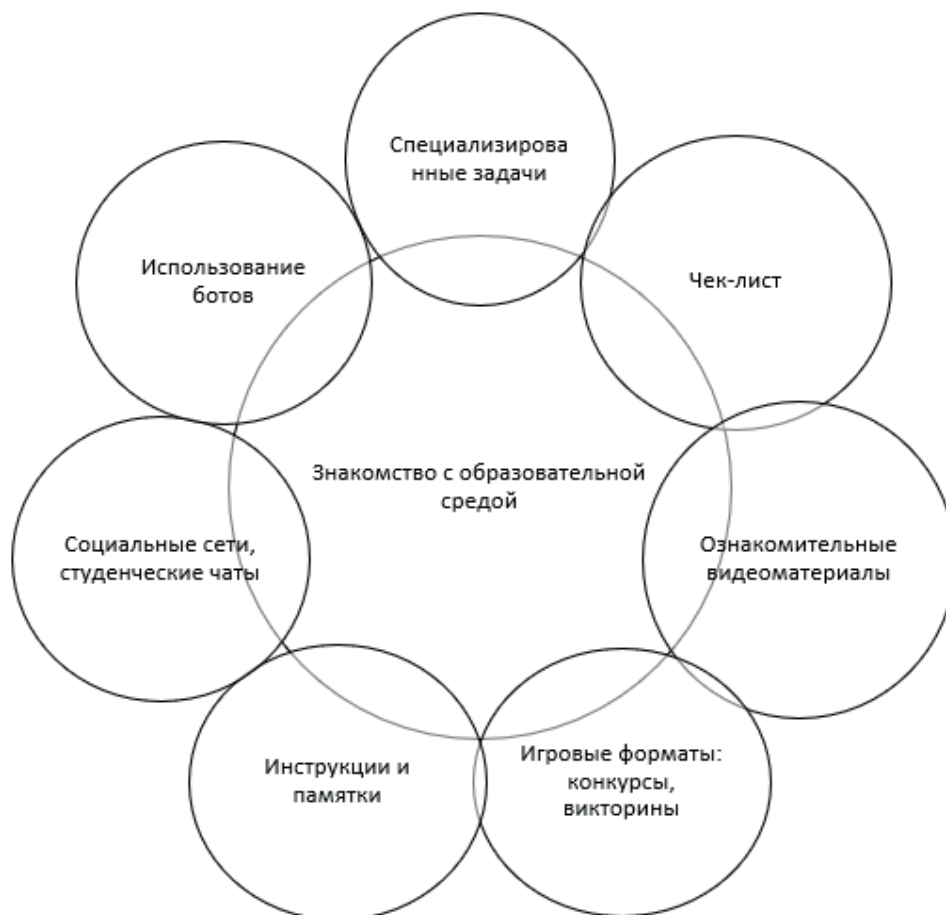 Специализирова
нные задачи
Использование
ботов
Чек-лист
Знакомство с образовательной
средой
Социальные сети,
студенческие чаты
Ознакомительные
видеоматериалы
Инструкции и
памятки
Игровые форматы:
конкурсы,
викторины